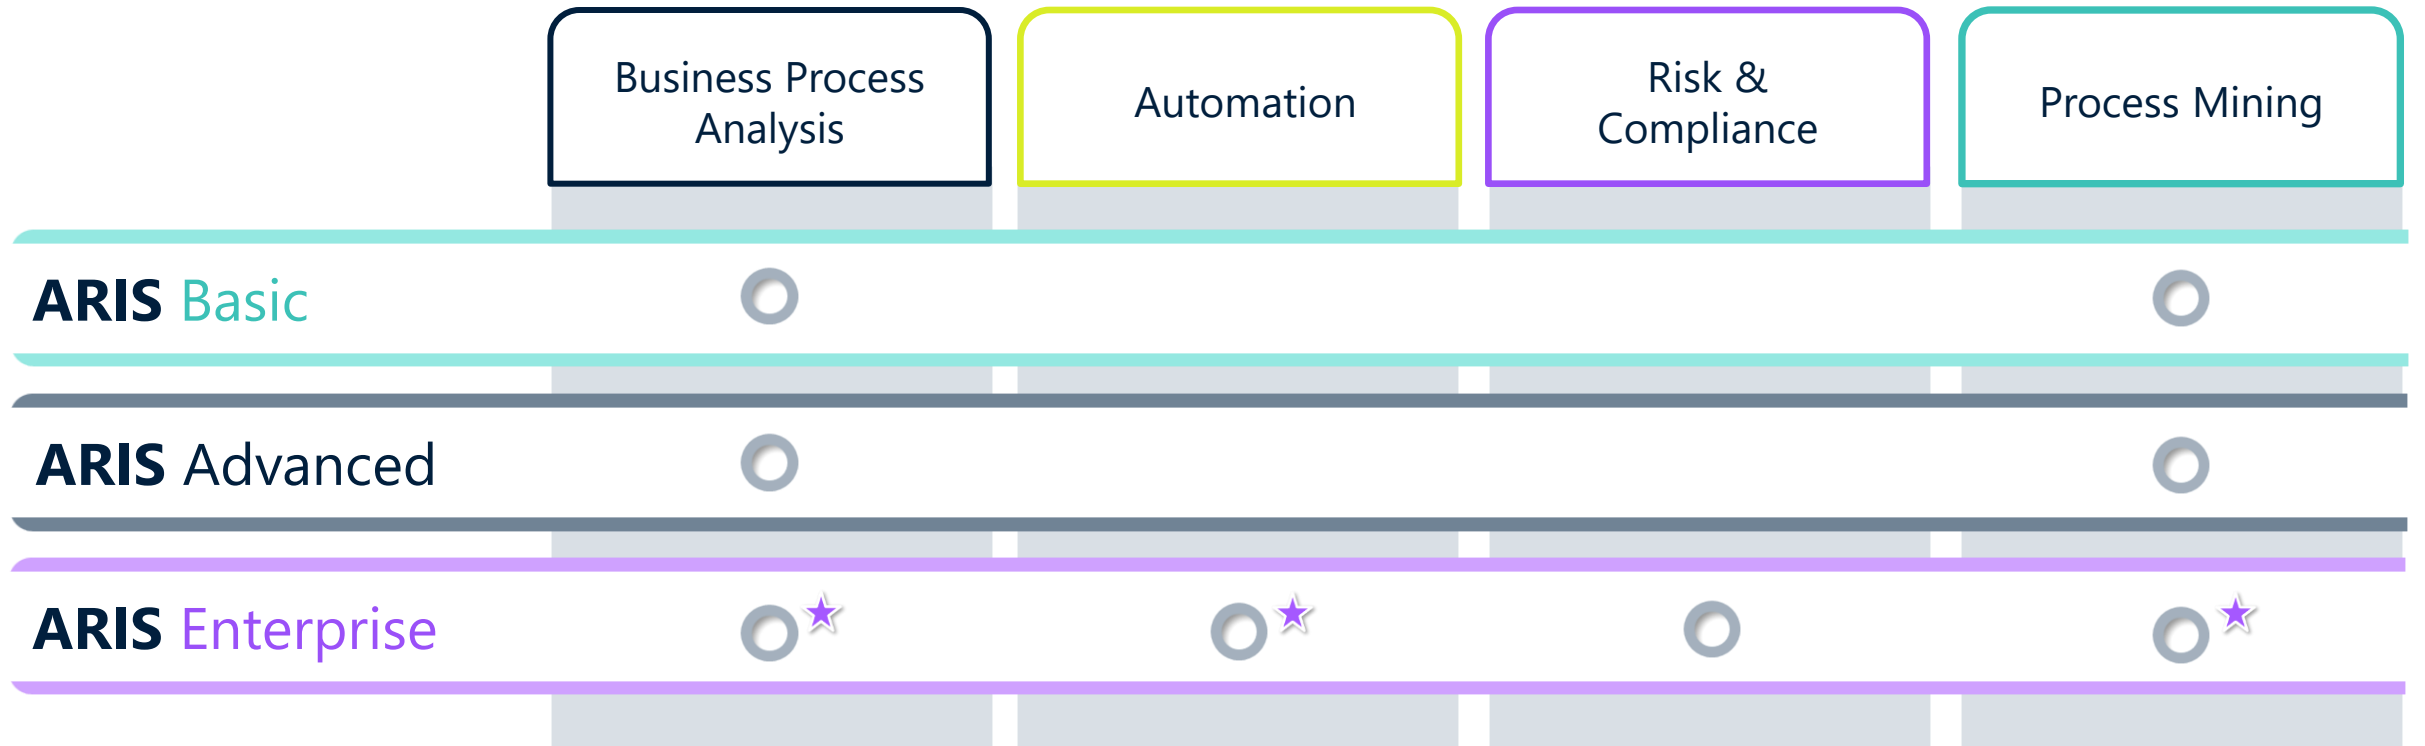 Business Process
Analysis
Automation
Risk &
Compliance
Process Mining
ARIS Basic
ARIS Advanced
ARIS Enterprise